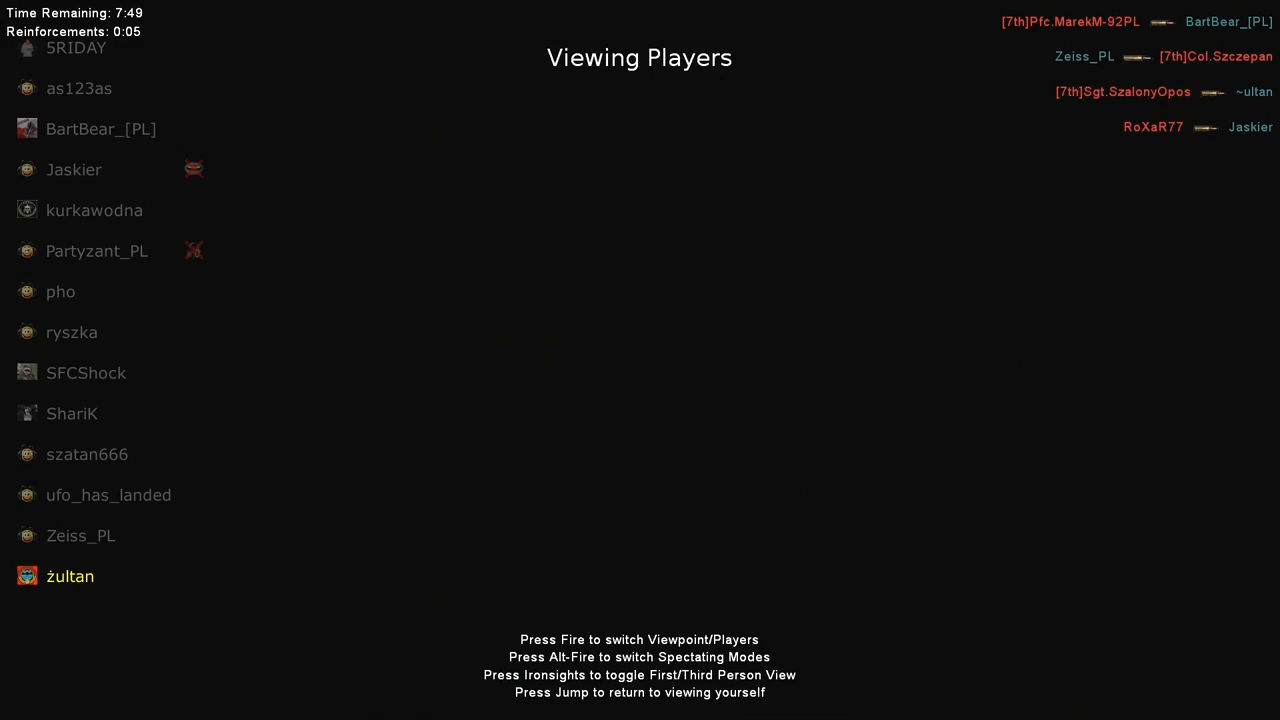 Time Remaining: 7:49
Reinforcements: 0:05
5RIDAY
as123as
BartBear_[PL]
Jaskier
kurkawodna
Partyzant_PL
pho
ryszka
SFCShock
ShariK
szatan666
ufo_has_landed
Zeiss_PL
żultan
Viewing Players
[7th]Pfc.MarekM-92PL BartBear_[PL]
Zeiss_PL [7th]Col.Szczepan
[7th]Sgt.SzalonyOpos ~ultan
RoXaR77 Jaskier
Press Fire to switch Viewpoint/Players
Press Alt-Fire to switch Spectating Modes
Press Ironsights to toggle First/Third Person View
Press Jump to return to viewing yourself